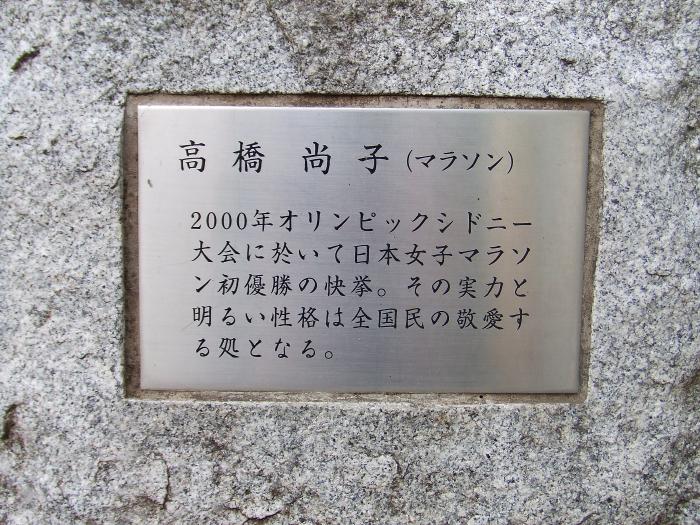 高橋 尚子(マラソン)
2000年オリンピックシドニー
大会に於いて日本女子マラソ
ン初優勝の快挙。その実力と
明るい性格は全国民の敬愛す
る処となる。